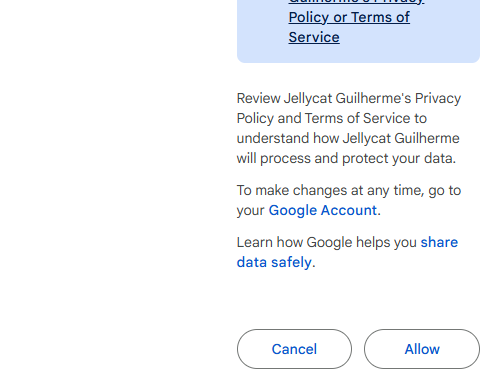 Guilherme's Privacy
Policy or Terms of
Service
Review Jellycat Guilherme's Privacy
Policy and Terms of Service to
understand how Jellycat Guilherme
will process and protect your data.
To make changes at any time, go to
your Google Account.
Learn how Google helps you share
data safely.
Cancel
Allow